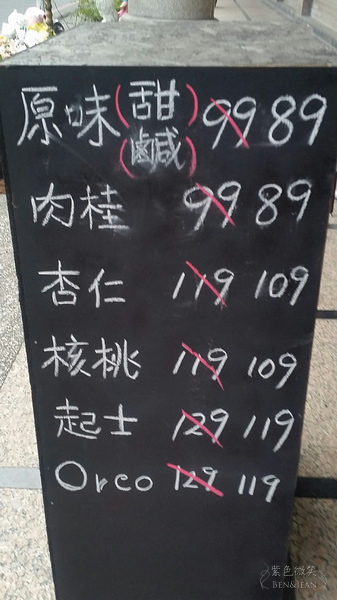 原味(甜) 99 89
(鹹)
肉桂 99 89
杏仁 119 109
核桃 119 109
起士 129 119
Oreo 129 119
紫色微笑
BEN&JEAN